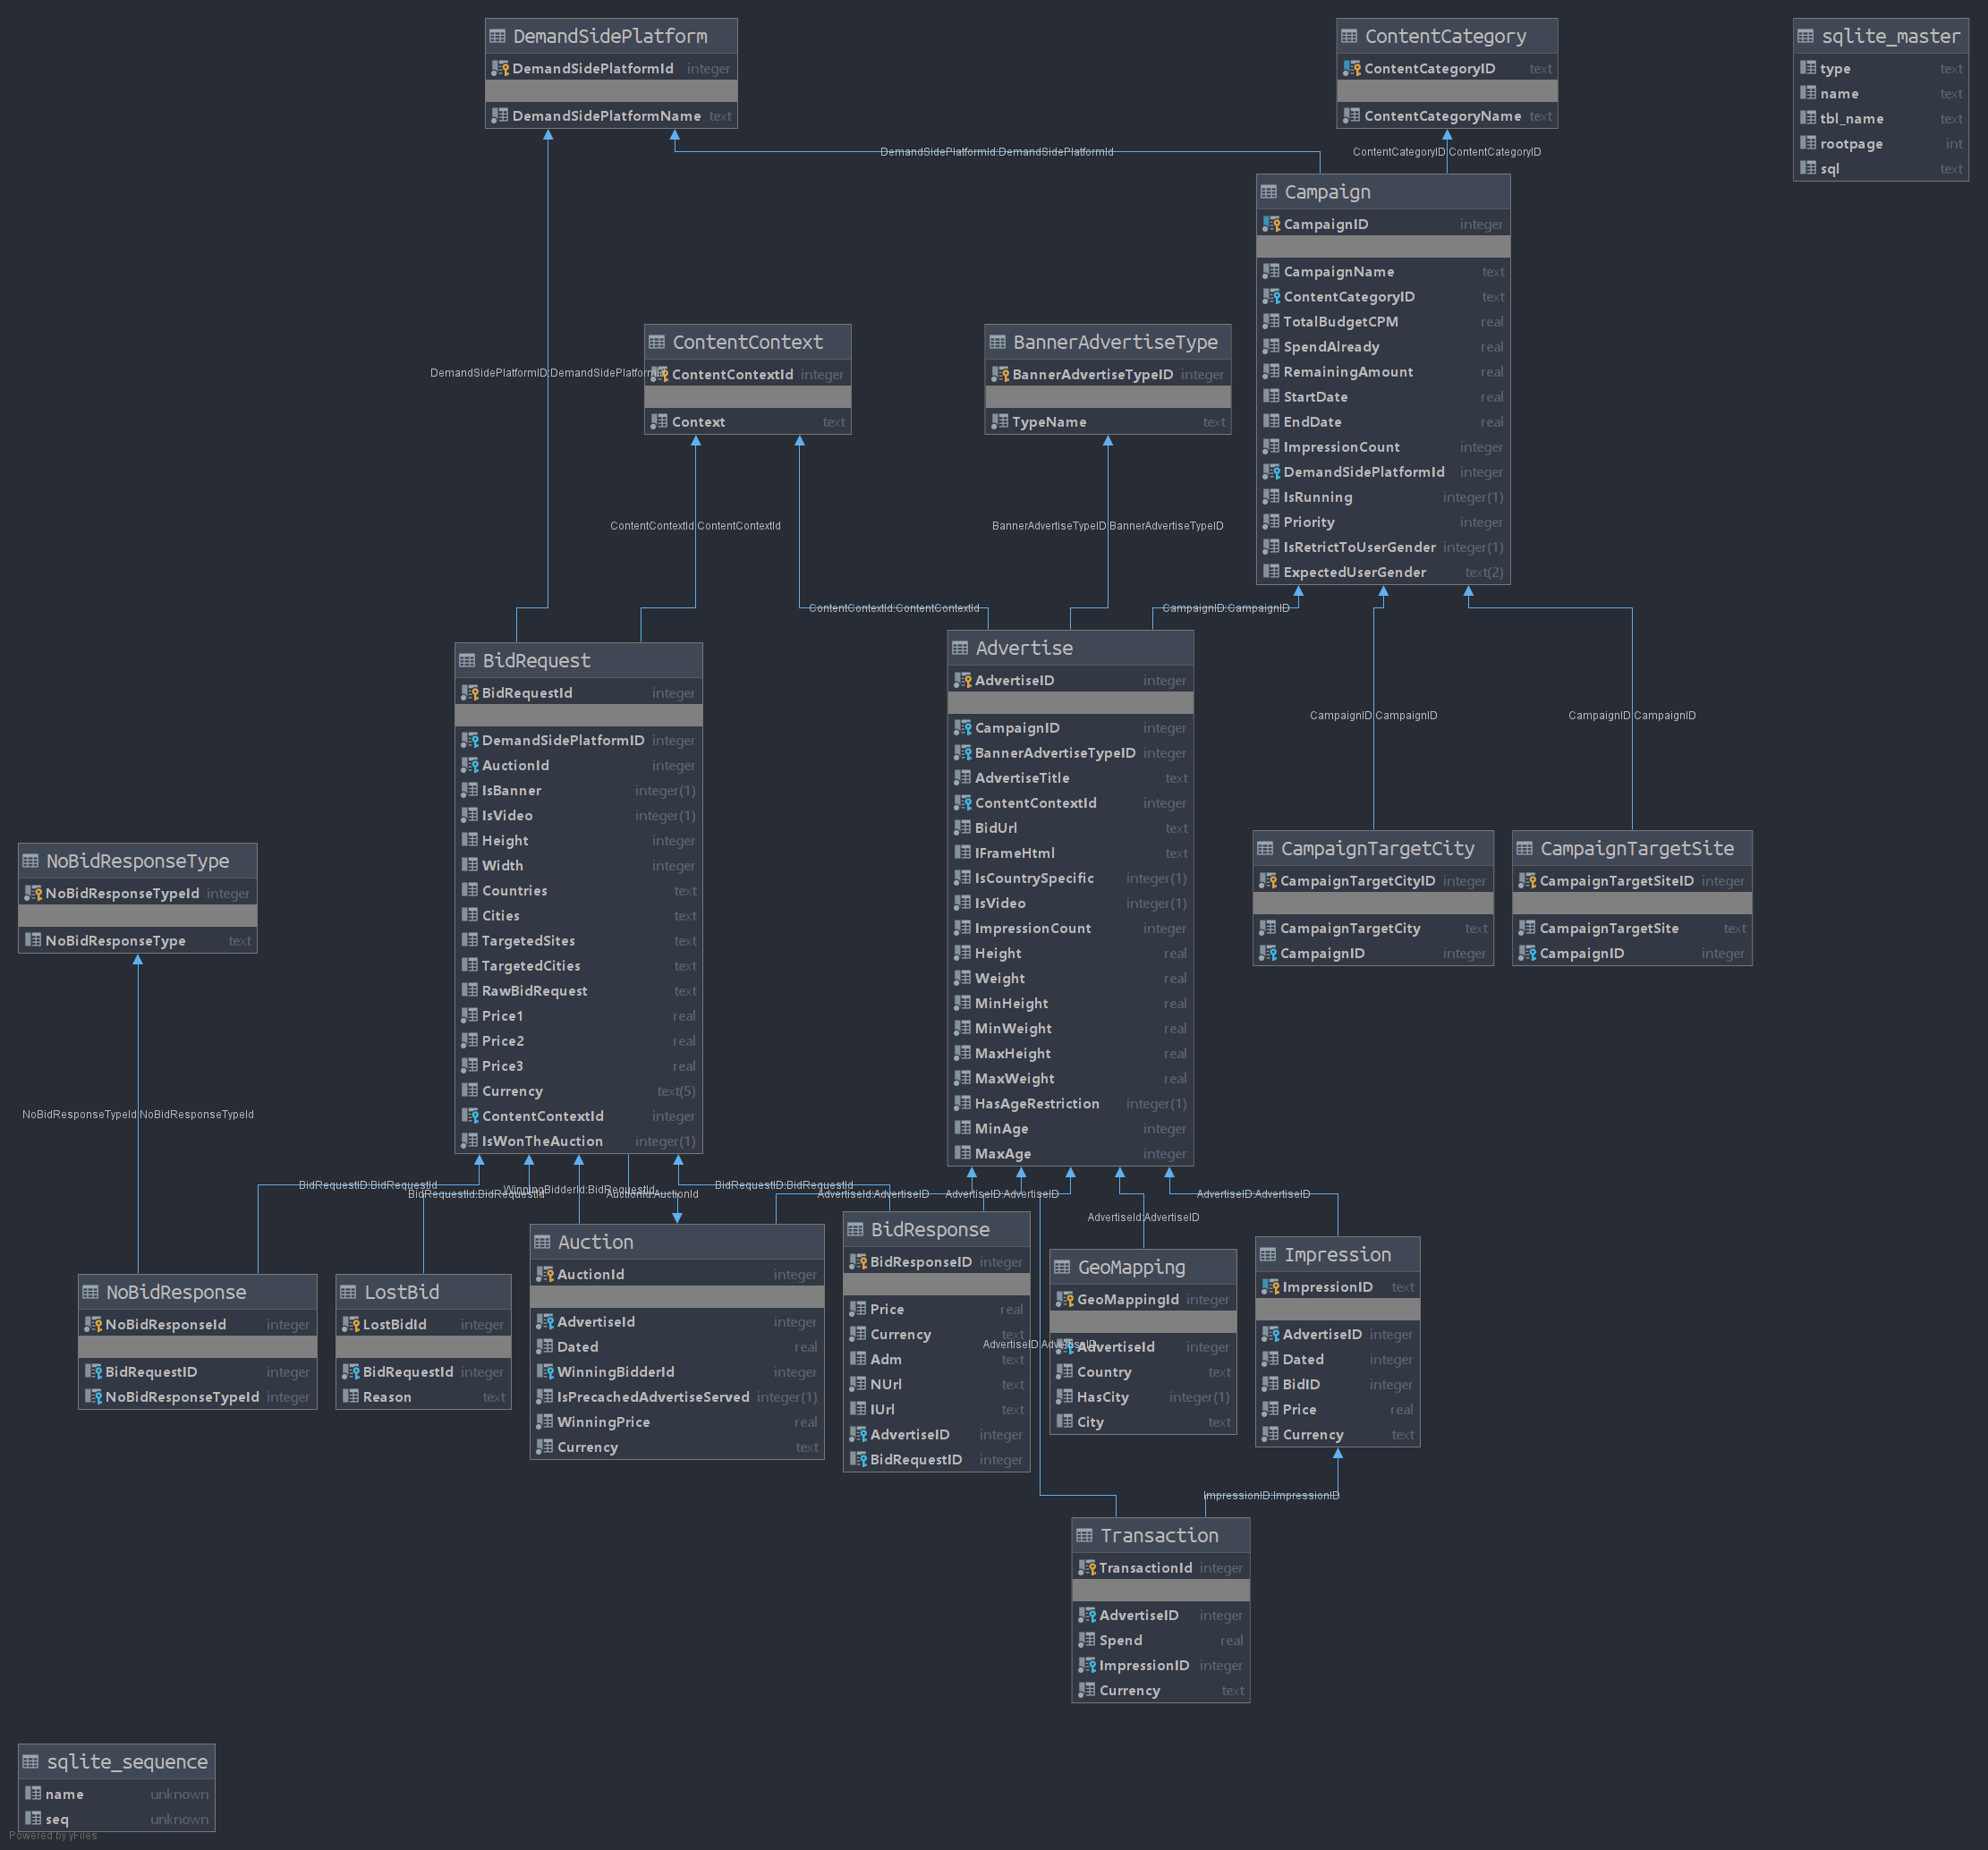 DemandSidePlatform
DemandSidePlatformId integer
DemandSidePlatformName text
ContentCategory
ContentCategoryID text
ContentCategoryName text
sqlite_master
type text
name text
tbl_name text
rootpage int
sql text
DemandSidePlatformId:DemandSidePlatformId
ContentCategoryID:ContentCategoryID
Campaign
CampaignID integer
CampaignName text
ContentCategoryID text
TotalBudgetCPM real
SpendAlready real
RemainingAmount real
StartDate real
EndDate real
ImpressionCount integer
DemandSidePlatformId integer
IsRunning integer(1)
Priority integer
IsRetrictToUserGender integer(1)
ExpectedUserGender text(2)
ContentContext
ContentContextId integer
Context text
BannerAdvertiseType
BannerAdvertiseTypeID integer
TypeName text
DemandSidePlatformID:DemandSidePlatformId
ContentContextId:ContentContextId
BannerAdvertiseTypeID:BannerAdvertiseTypeID
ContentContextId:ContentContextId
CampaignID:CampaignID
BidRequest
BidRequestId integer
DemandSidePlatformID integer
AuctionId integer
IsBanner integer(1)
IsVideo integer(1)
Height integer
Width integer
Countries text
Cities text
TargetedSites text
TargetedCities text
RawBidRequest text
Price1 real
Price2 real
Price3 real
Currency text(5)
ContentContextId integer
IsWonTheAuction integer(1)
Advertise
AdvertiseID integer
CampaignID integer
BannerAdvertiseTypeID integer
AdvertiseTitle text
ContentContextId integer
BidUrl text
IFrameHtml text
IsCountrySpecific integer(1)
IsVideo integer(1)
ImpressionCount integer
Height real
Weight real
MinHeight real
MinWeight real
MaxHeight real
MaxWeight real
HasAgeRestriction integer(1)
MinAge integer
MaxAge integer
CampaignID:CampaignID
CampaignID:CampaignID
CampaignTargetCity
CampaignTargetCityID integer
CampaignTargetCity text
CampaignID integer
CampaignTargetSite
CampaignTargetSiteID integer
CampaignTargetSite text
CampaignID integer
NoBidResponseType
NoBidResponseTypeId integer
NoBidResponseType text
NoBidResponseTypeId:NoBidResponseTypeId
BidRequestID:BidRequestId
BidRequestId:BidRequestId
WinningBidderId:BidRequestId
AuctionId:AuctionId
BidRequestID:BidRequestId
AdvertiseId:AdvertiseID
AdvertiseID:AdvertiseID
AdvertiseId:AdvertiseID
AdvertiseID:AdvertiseID
NoBidResponse
NoBidResponseId integer
BidRequestID integer
NoBidResponseTypeId integer
LostBid
LostBidId integer
BidRequestId integer
Reason text
Auction
AuctionId integer
AdvertiseId integer
Dated real
WinningBidderId integer
IsPrecachedAdvertiseServed integer(1)
WinningPrice real
Currency text
BidResponse
BidResponseID integer
Price real
Currency text
Adm text
NUrl text
IUrl text
AdvertiseID integer
BidRequestID integer
AdvertiseID:AdvertiseID
GeoMapping
GeoMappingId integer
AdvertiseId integer
Country text
HasCity integer(1)
City text
Impression
ImpressionID text
AdvertiseID integer
Dated integer
BidID integer
Price real
Currency text
ImpressionID:ImpressionID
Transaction
TransactionId integer
AdvertiseID integer
Spend real
ImpressionID integer
Currency text
sqlite_sequence
name unknown
seq unknown
Powered by yFiles